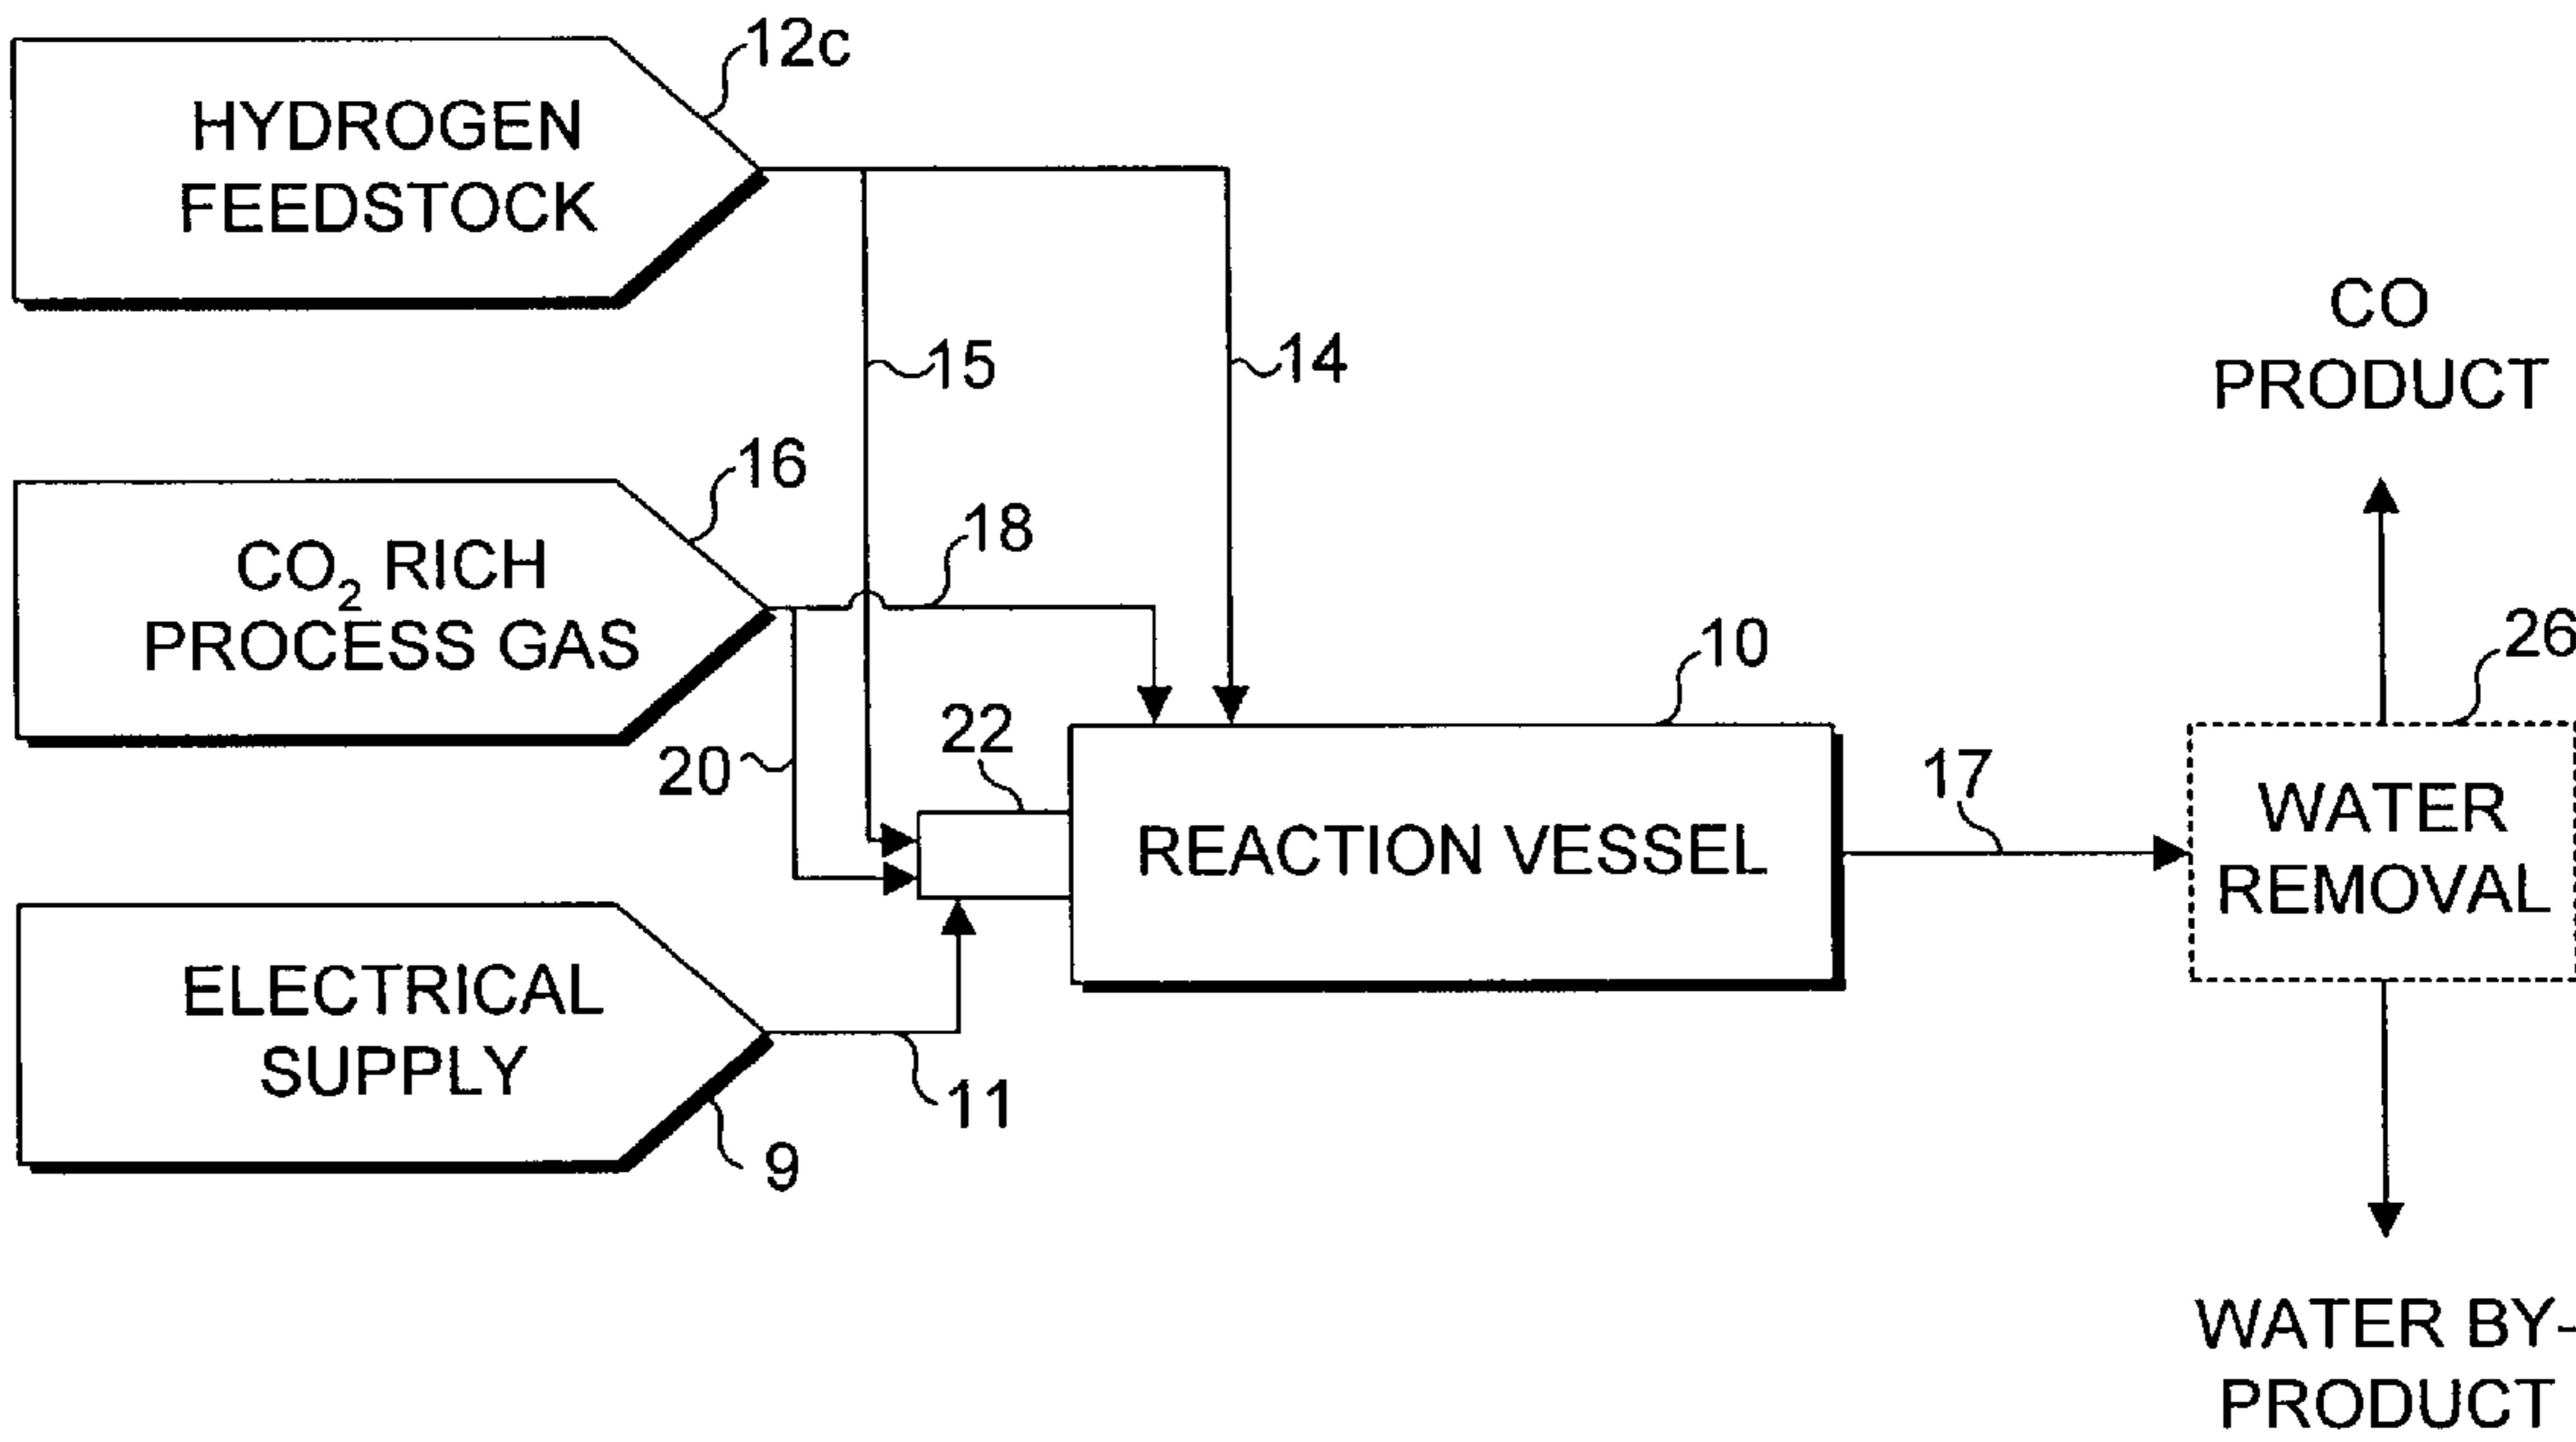 12c
HYDROGEN
FEEDSTOCK
15
14
CO
PRODUCT
16
18
CO₂ RICH
PROCESS GAS
10
26
20
22
17
REACTION VESSEL
WATER
REMOVAL
ELECTRICAL
SUPPLY
11
9
WATER BY-
PRODUCT